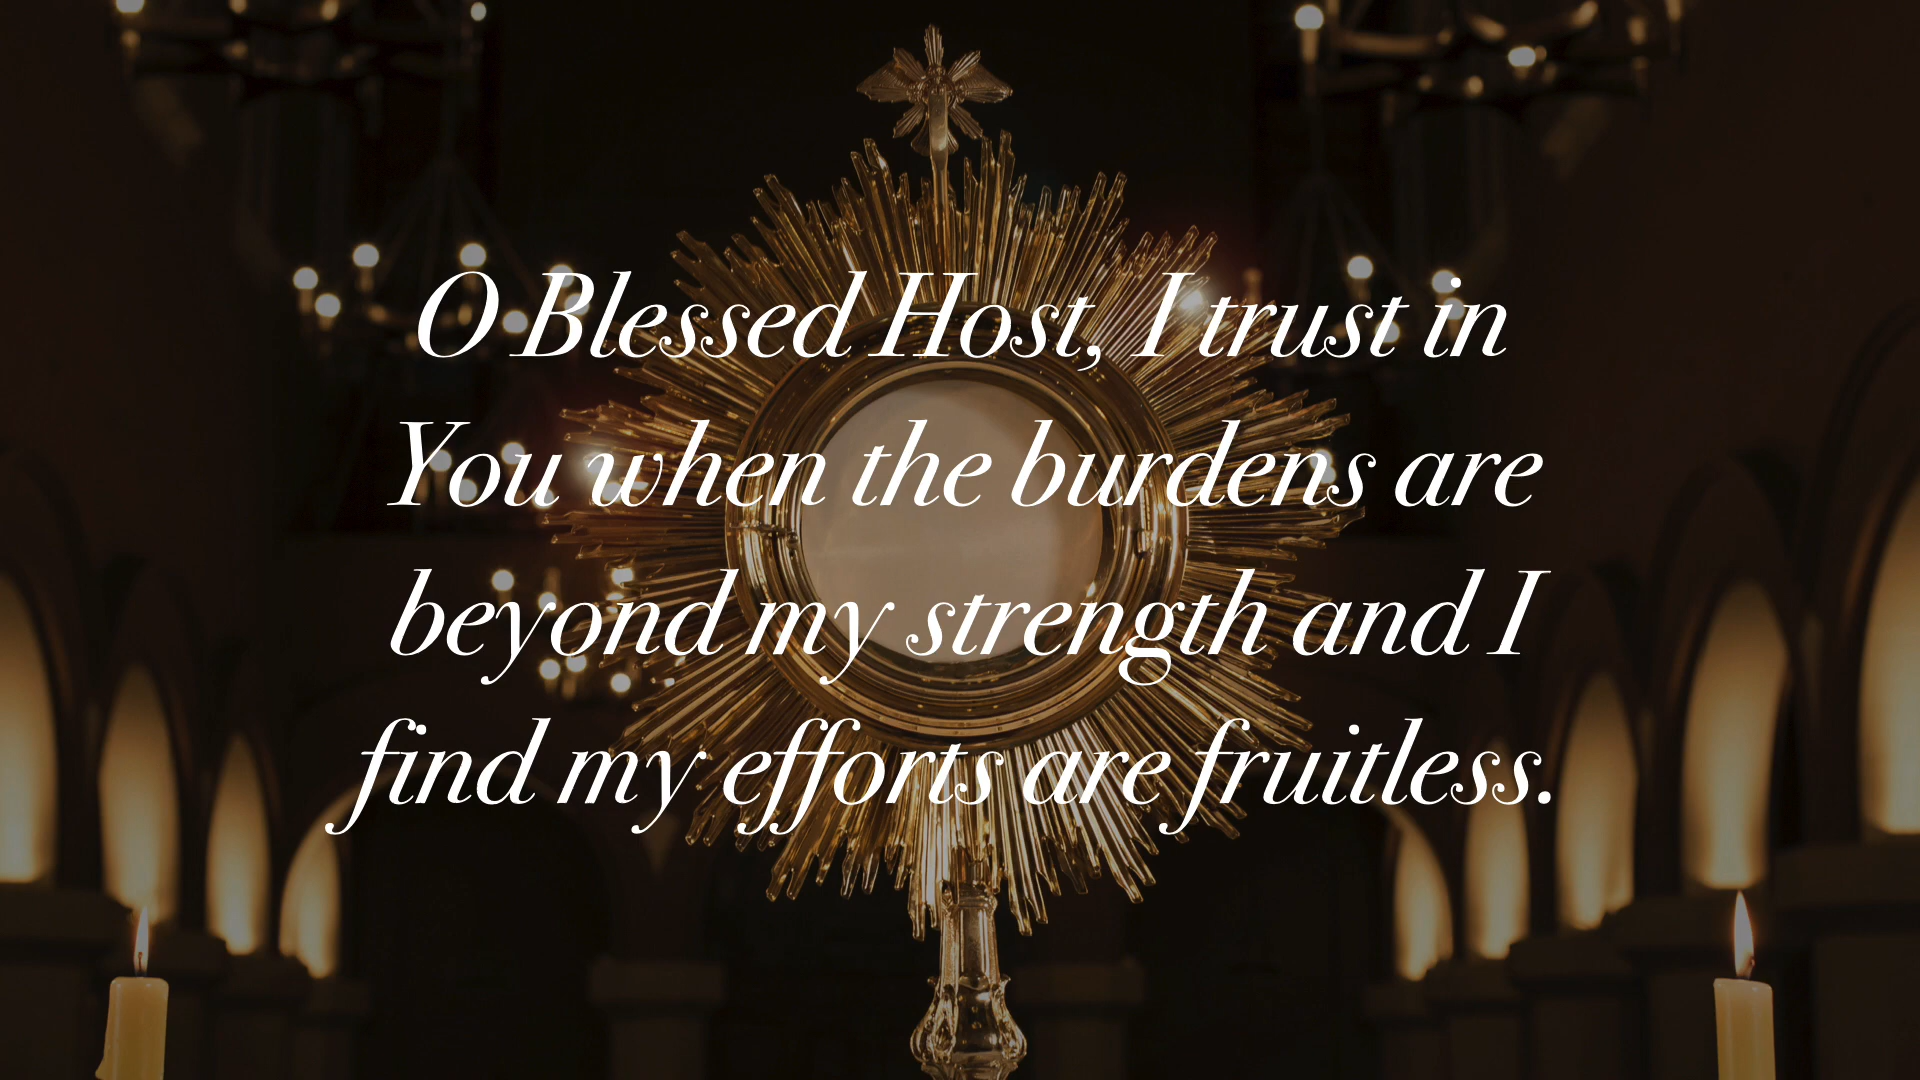 O Blessed Host, I trust in
You when the burdens are
beyond my strength and I
find my efforts are fruitless.